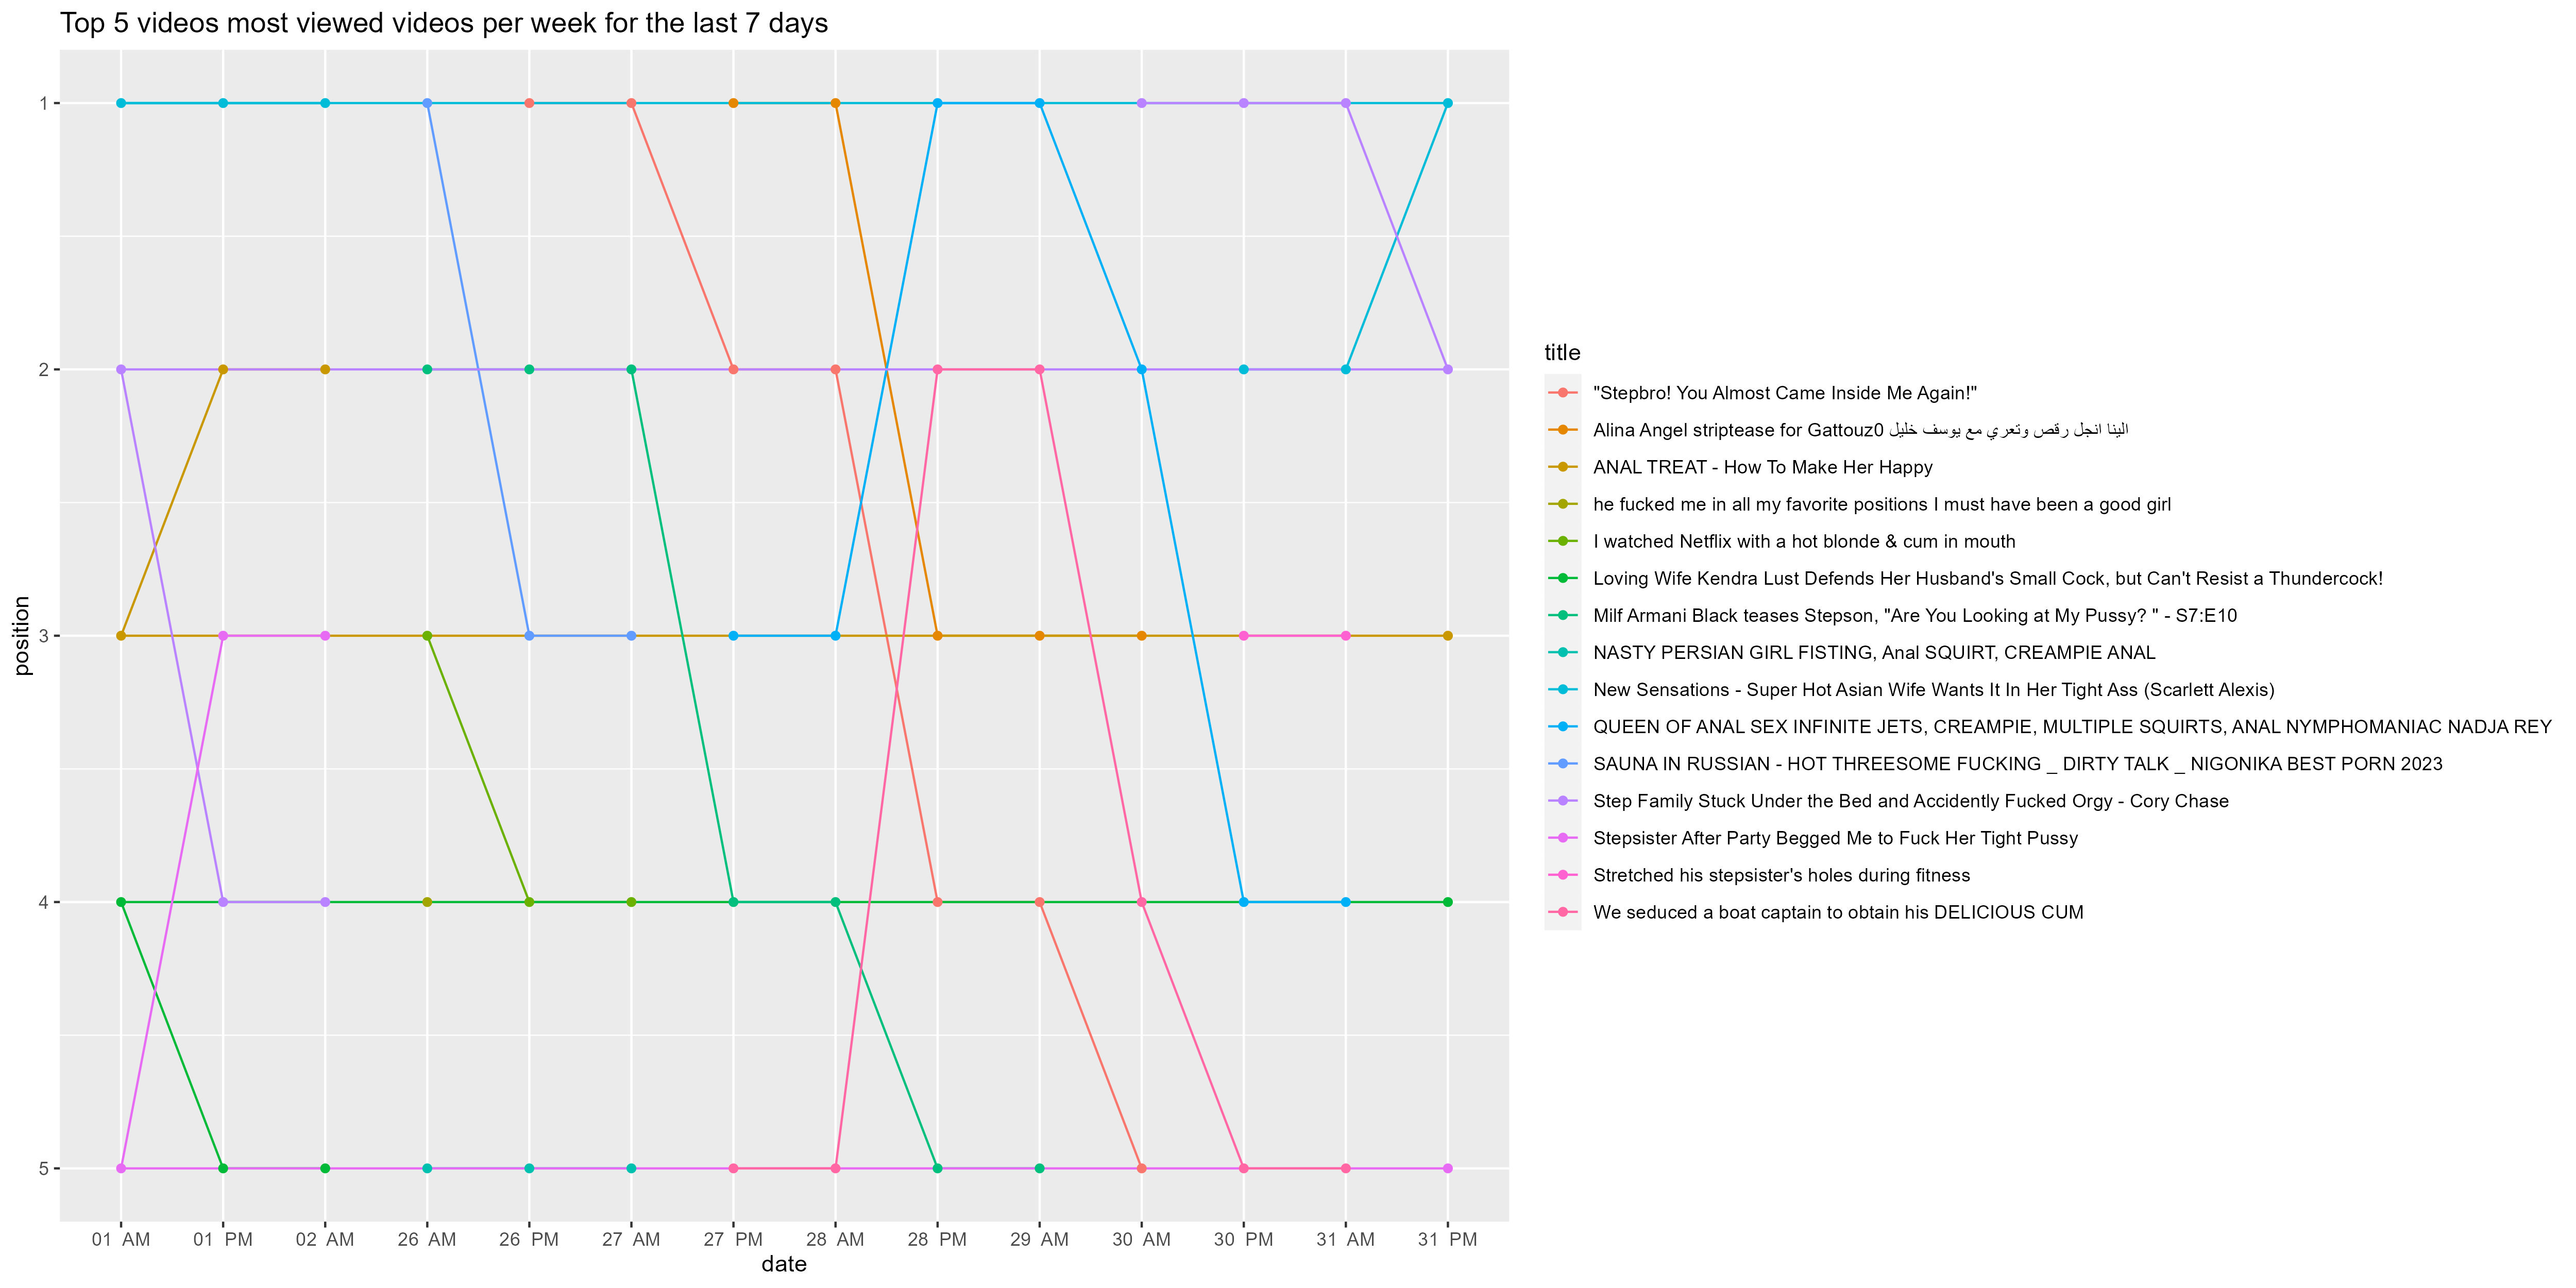 Top 5 videos most viewed videos per week for the last 7 days
position
1
2
3
4
5
01 AM
01 PM
02 AM
26 AM
26 PM
27 AM
27 PM
28 AM
28 PM
29 AM
30 AM
30 PM
31 AM
31 PM
date
title
"Stepbro! You Almost Came Inside Me Again!"
Alina Angel striptease for Gattouz0 الينا انجل رقص وتعري مع يوسف خليل
ANAL TREAT - How To Make Her Happy
he fucked me in all my favorite positions I must have been a good girl
I watched Netflix with a hot blonde & cum in mouth
Loving Wife Kendra Lust Defends Her Husband's Small Cock, but Can't Resist a Thundercock!
Milf Armani Black teases Stepson, "Are You Looking at My Pussy? " - S7:E10
NASTY PERSIAN GIRL FISTING, Anal SQUIRT, CREAMPIE ANAL
New Sensations - Super Hot Asian Wife Wants It In Her Tight Ass (Scarlett Alexis)
QUEEN OF ANAL SEX INFINITE JETS, CREAMPIE, MULTIPLE SQUIRTS, ANAL NYMPHOMANIAC NADJA REY
SAUNA IN RUSSIAN - HOT THREESOME FUCKING _ DIRTY TALK _ NIGONIKA BEST PORN 2023
Step Family Stuck Under the Bed and Accidently Fucked Orgy - Cory Chase
Stepsister After Party Begged Me to Fuck Her Tight Pussy
Stretched his stepsister's holes during fitness
We seduced a boat captain to obtain his DELICIOUS CUM